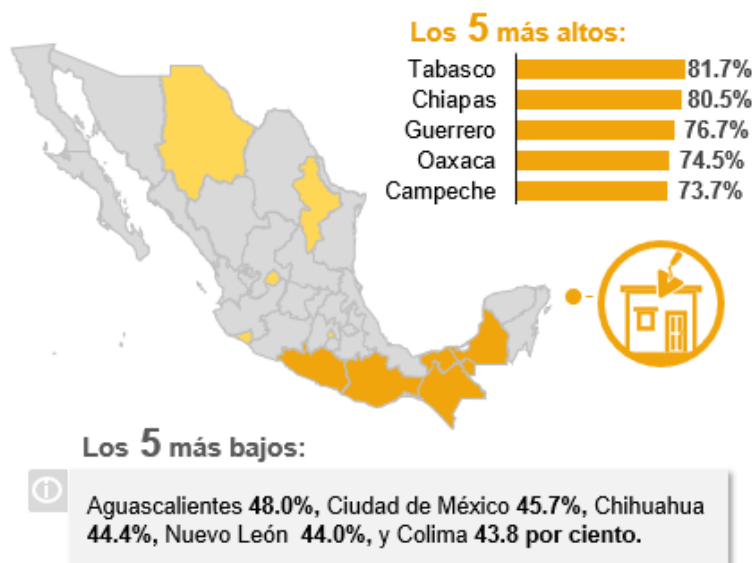 Los 5 más altos:
Tabasco 81.7%
Chiapas 80.5%
Guerrero 76.7%
Oaxaca 74.5%
Campeche 73.7%
Los 5 más bajos:
Aguascalientes 48.0%, Ciudad de México 45.7%, Chihuahua
44.4%, Nuevo León 44.0%, y Colima 43.8 por ciento.